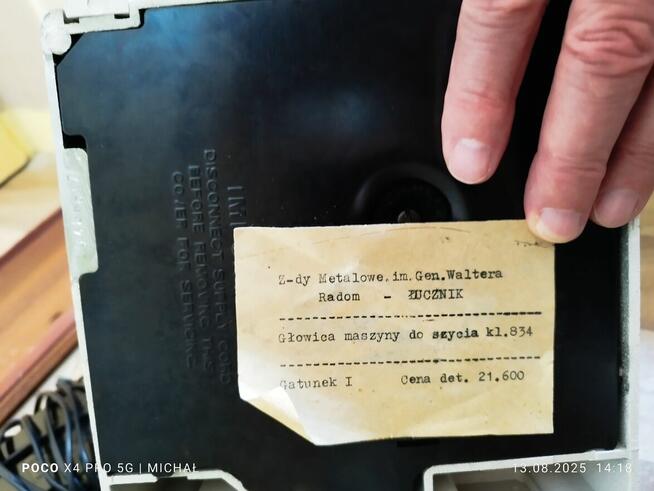 Z-dy Metalowe.im.Gen.Waltera
Radom - ŁUCZNIK
Głowica maszyny do szycia kl.834
Gatunek I Cena det. 21.600
DISCONNECT SUPPLY CORD
BEFORE REMOVING THIS
COVER FOR SERVICING
POCO X4 PRO 5G | MICHAŁ
13.08.2025 14:18